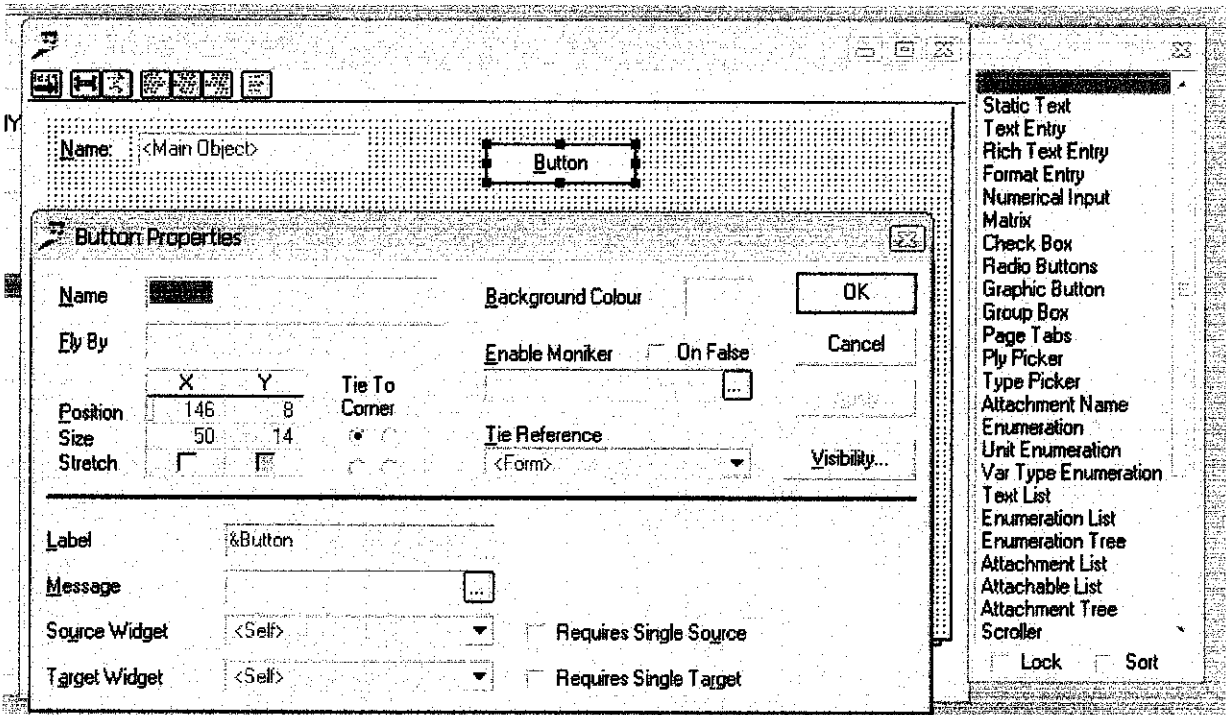 Name:
<Main Object>
Button
Button Properties
Name
Background Colour
OK
Fly By
Enable Moniker
On False
Cancel
X
Y
Tie To
Corner
...
Position
146
8
Size
50
14
Tie Reference
Stretch
<Form>
Visibility...
Label
&Button
Message
...
Source Widget
<Self>
Requires Single Source
Target Widget
<Self>
Requires Single Target
Static Text
Text Entry
Rich Text Entry
Format Entry
Numerical Input
Matrix
Check Box
Radio Buttons
Graphic Button
Group Box
Page Tabs
Ply Picker
Type Picker
Attachment Name
Enumeration
Unit Enumeration
Var Type Enumeration
Text List
Enumeration List
Enumeration Tree
Attachment List
Attachable List
Attachment Tree
Scroller
Lock
Sort